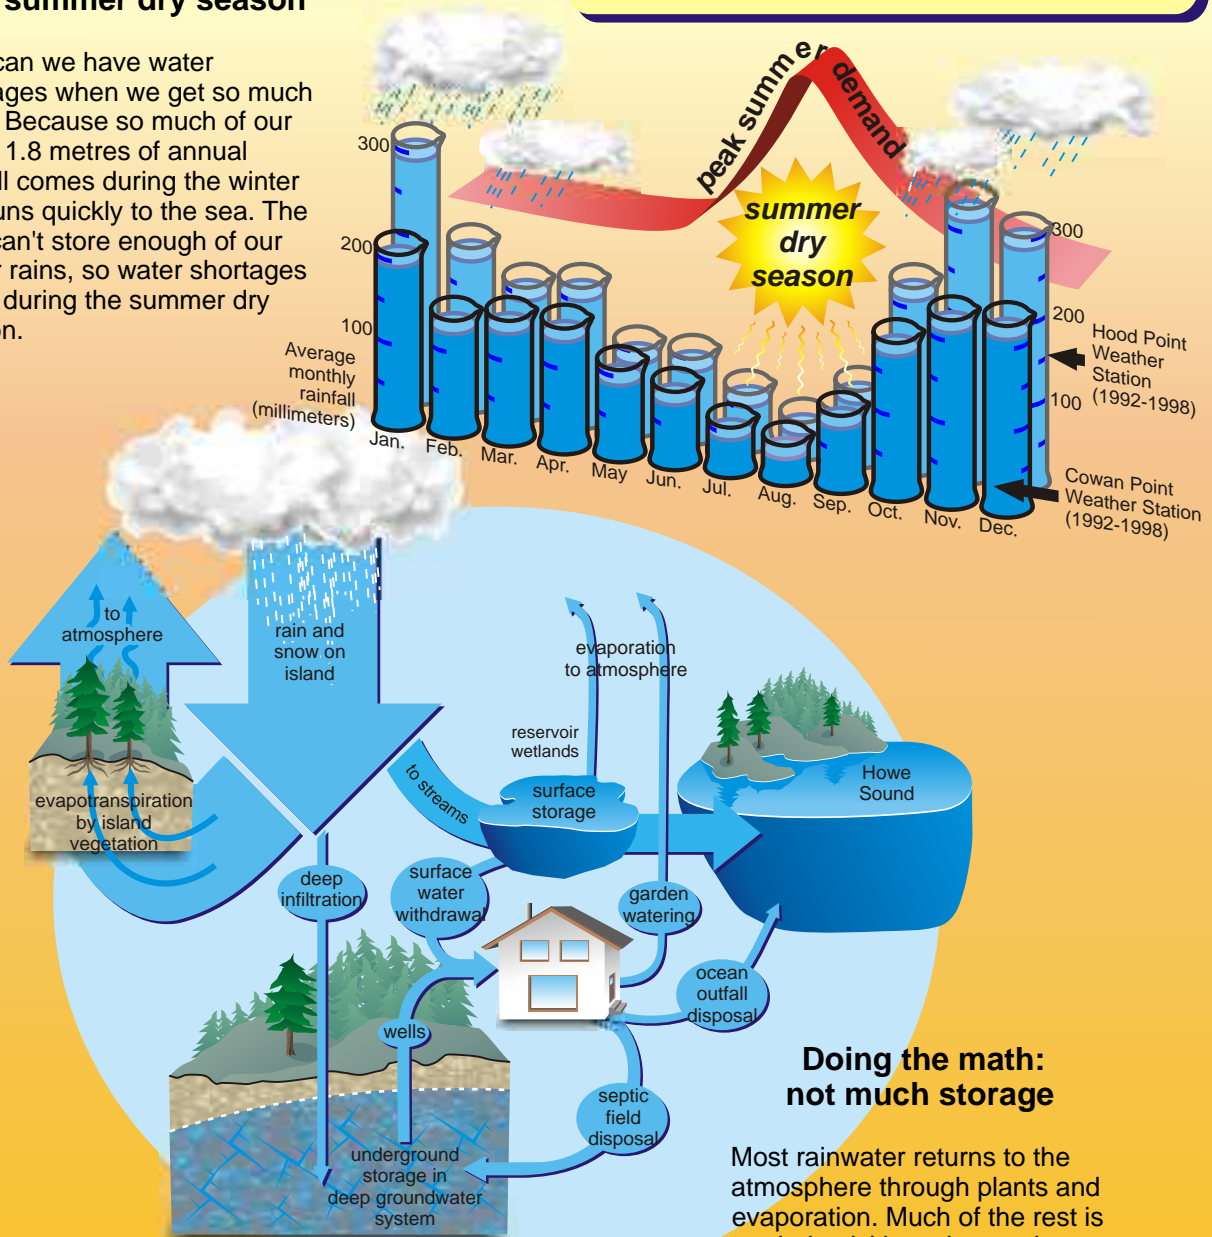 summer dry season
can we have water
ages when we get so much
Because so much of our
1.8 metres of annual
ll comes during the winter
uns quickly to the sea. The
can't store enough of our
r rains, so water shortages
during the summer dry
on.
peak summer demand
summer
dry
season
300
200
100
Average
monthly
rainfall
(millimeters)
Jan.
Feb.
Mar.
Apr.
May
Jun.
Jul.
Aug.
Sep.
Oct.
Nov.
Dec.
300
200
100
Hood Point
Weather
Station
(1992-1998)
Cowan Point
Weather Station
(1992-1998)
to
atmosphere
rain and
snow on
island
evaporation
to atmosphere
reservoir
wetlands
to streams
surface
storage
Howe
Sound
evapotranspiration
by island
vegetation
deep
infiltration
surface
water
withdrawal
garden
watering
ocean
outfall
disposal
wells
septic
field
disposal
underground
storage in
deep groundwater
system
Doing the math:
not much storage
Most rainwater returns to the
atmosphere through plants and
evaporation. Much of the rest is